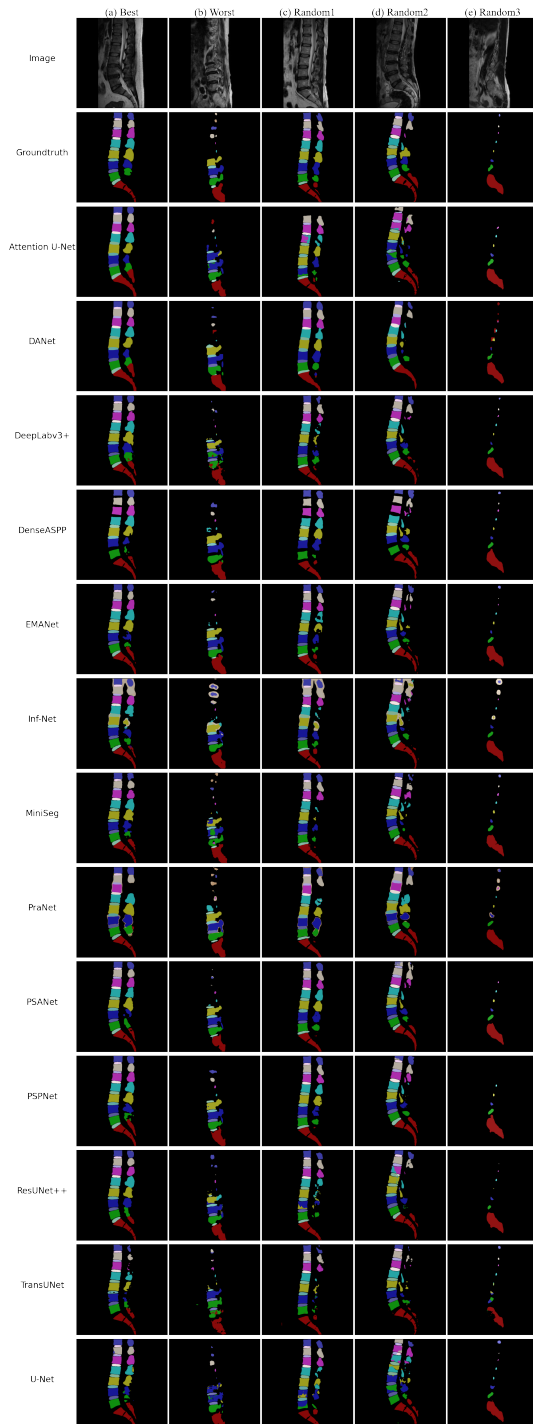 (a) Best (b) Worst (c) Random1 (d) Random2 (e) Random3
Image
Groundtruth
Attention U-Net
DANet
DeepLabv3+
DenseASPP
EMANet
Inf-Net
MiniSeg
PraNet
PSANet
PSPNet
ResUNet++
TransUNet
U-Net